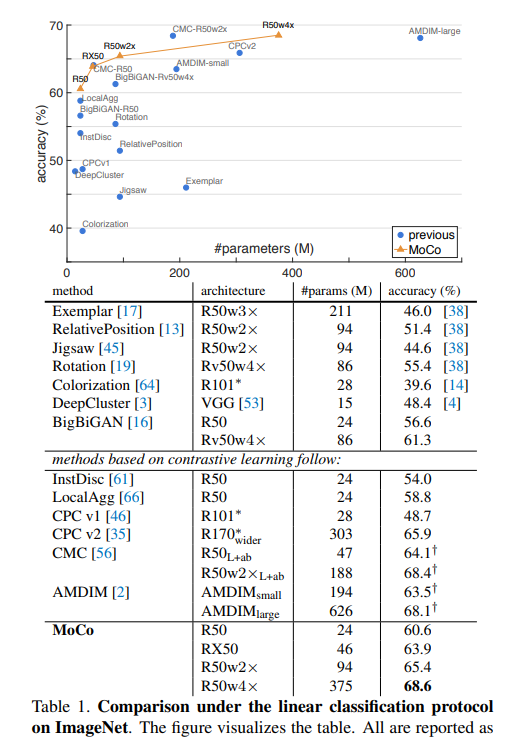 70
60
50
40
accuracy (%)
CMC-R50w2x
R50w4x
AMDIM-large
R50w2x
CPCv2
RX50
CMC-R50
AMDIM-small
R50
BigBiGAN-Rv50w4x
LocalAgg
BigBiGAN-R50
Rotation
InstDisc
RelativePosition
CPCv1
DeepCluster
Jigsaw
Exemplar
Colorization
previous
MoCo
#parameters (M)
0 200 400 600
method architecture #params (M) accuracy (%)
Exemplar [17] R50w3× 211 46.0 [38]
RelativePosition [13] R50w2× 94 51.4 [38]
Jigsaw [45] R50w2× 94 44.6 [38]
Rotation [19] Rv50w4× 86 55.4 [38]
Colorization [64] R101* 28 39.6 [14]
DeepCluster [3] VGG [53] 15 48.4 [4]
BigBiGAN [16] R50 24 56.6
Rv50w4× 86 61.3
methods based on contrastive learning follow:
InstDisc [61] R50 24 54.0
LocalAgg [66] R50 24 58.8
CPC v1 [46] R101* 28 48.7
CPC v2 [35] R170*wider 303 65.9
CMC [56] R50L+ab 47 64.1†
R50w2×L+ab 188 68.4†
AMDIM [2] AMDIMsmall 194 63.5†
AMDIMlarge 626 68.1†
MoCo R50 24 60.6
RX50 46 63.9
R50w2× 94 65.4
R50w4× 375 68.6
Table 1. Comparison under the linear classification protocol
on ImageNet. The figure visualizes the table. All are reported as